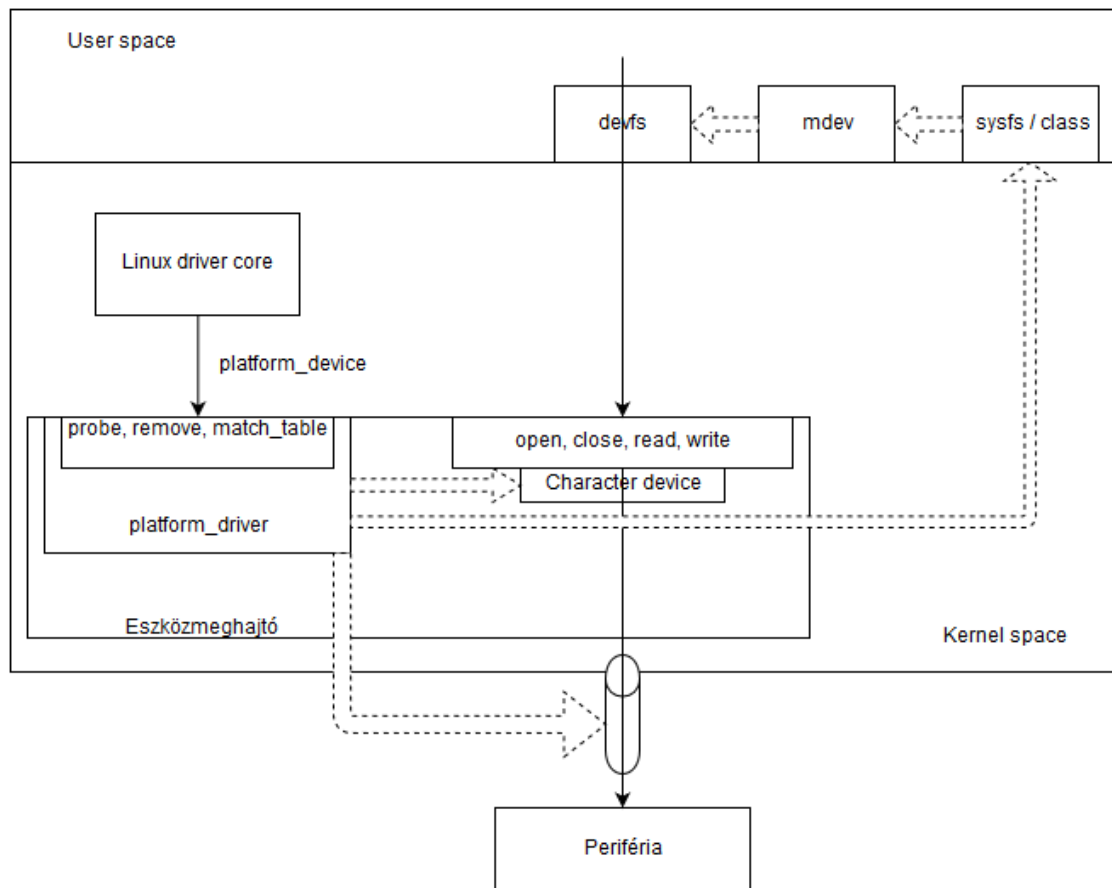 User space
devfs
mdev
sysfs / class
Linux driver core
platform_device
probe, remove, match_table
open, close, read, write
Character device
platform_driver
Eszközmeghajtó
Kernel space
Periféria